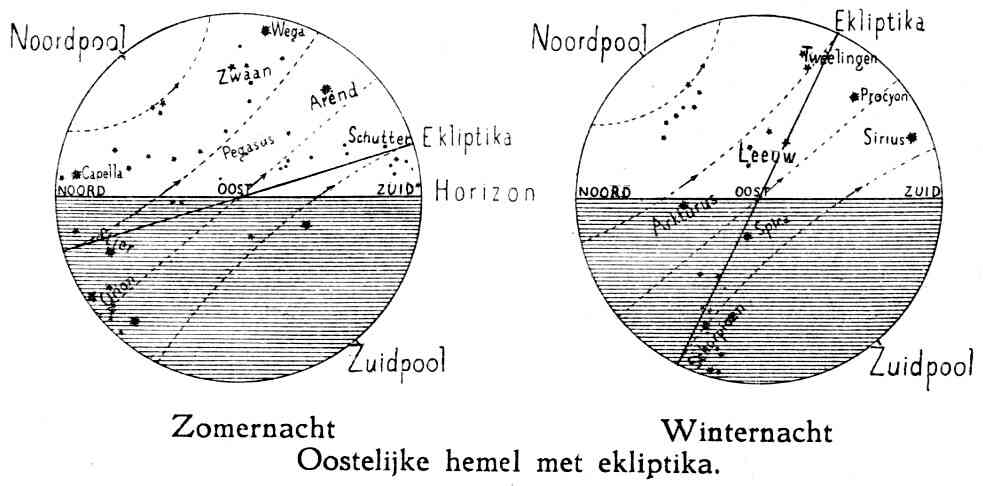 Noordpool
Wega
Zwaan
Arend
Pegasus
Schutter
Ekliptika
Capella
NOORD OOST ZUID
Horizon
Stier
Orion
Zuidpool
Zomernacht
Noordpool
Ekliptika
Tweelingen
Procyon
Sirius
Leeuw
NOORD OOST ZUID
Arkturus
Spica
Schorpioen
Zuidpool
Winternacht
Oostelijke hemel met ekliptika.